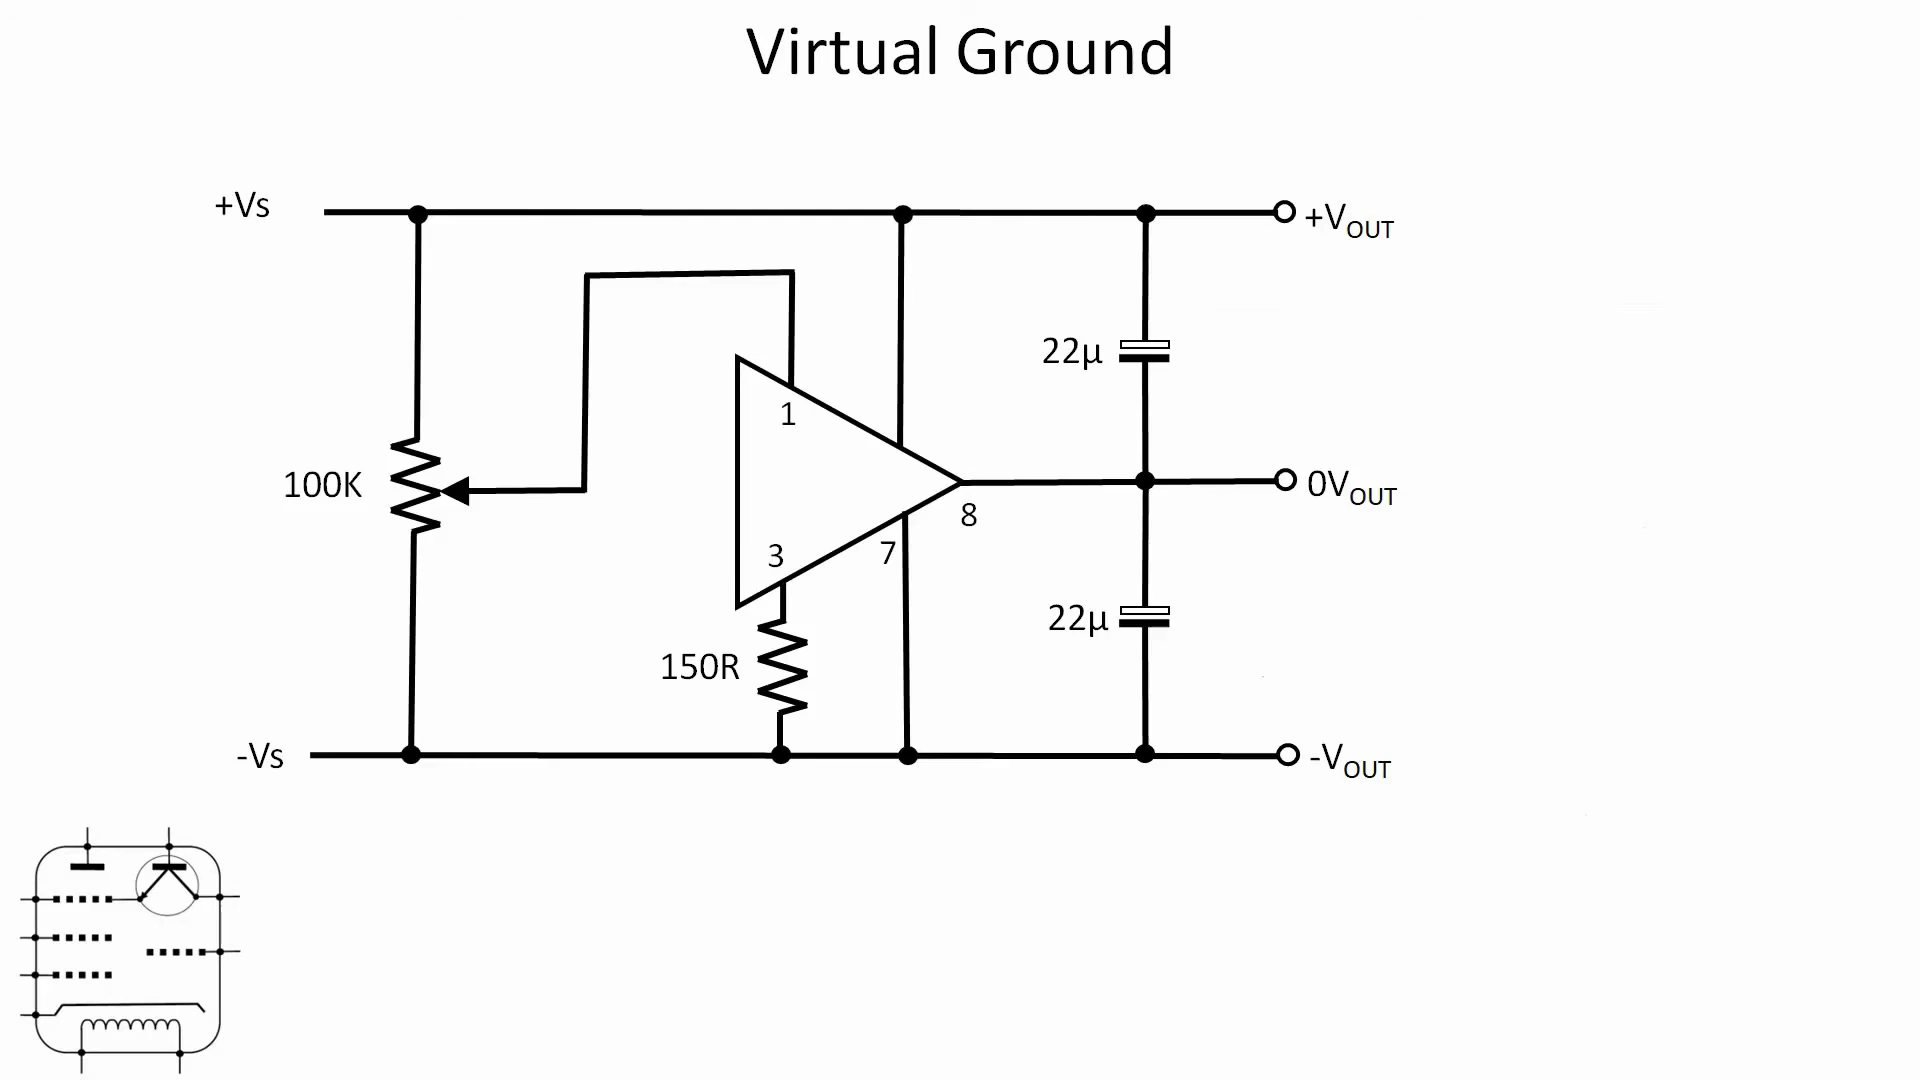 Virtual Ground
+Vs
+VOUT
1
22µ
100K
0VOUT
8
3
7
22µ
150R
-Vs
-VOUT